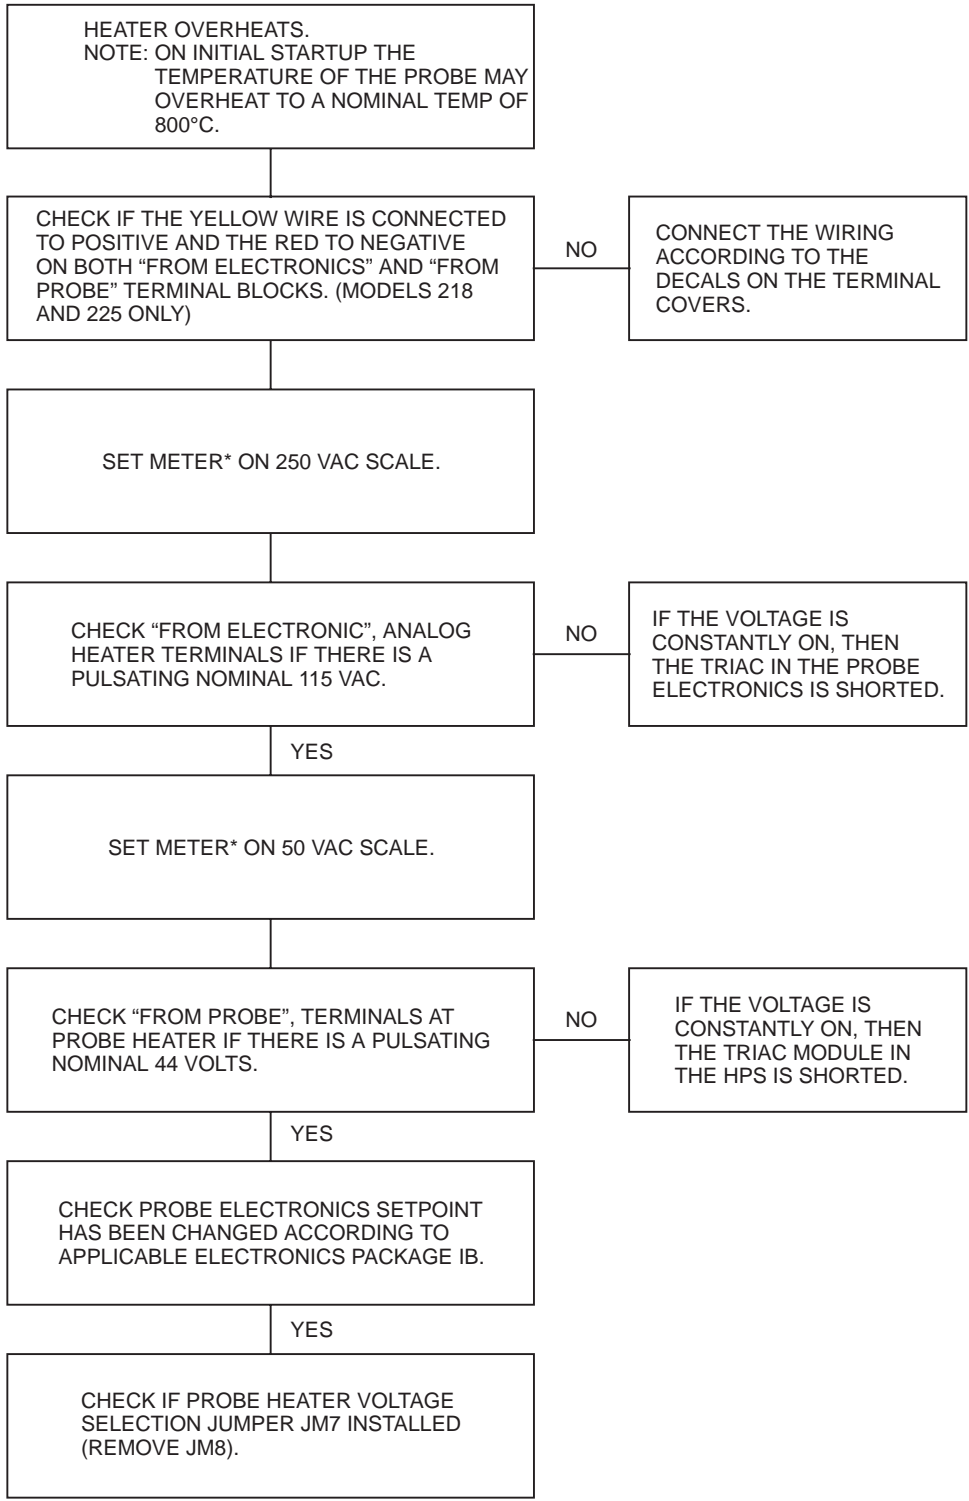 HEATER OVERHEATS.
NOTE: ON INITIAL STARTUP THE
TEMPERATURE OF THE PROBE MAY
OVERHEAT TO A NOMINAL TEMP OF
800°C.
CHECK IF THE YELLOW WIRE IS CONNECTED
TO POSITIVE AND THE RED TO NEGATIVE
ON BOTH “FROM ELECTRONICS” AND “FROM
PROBE” TERMINAL BLOCKS. (MODELS 218
AND 225 ONLY)
NO
CONNECT THE WIRING
ACCORDING TO THE
DECALS ON THE TERMINAL
COVERS.
SET METER* ON 250 VAC SCALE.
CHECK “FROM ELECTRONIC”, ANALOG
HEATER TERMINALS IF THERE IS A
PULSATING NOMINAL 115 VAC.
NO
IF THE VOLTAGE IS
CONSTANTLY ON, THEN
THE TRIAC IN THE PROBE
ELECTRONICS IS SHORTED.
YES
SET METER* ON 50 VAC SCALE.
CHECK “FROM PROBE”, TERMINALS AT
PROBE HEATER IF THERE IS A PULSATING
NOMINAL 44 VOLTS.
NO
IF THE VOLTAGE IS
CONSTANTLY ON, THEN
THE TRIAC MODULE IN
THE HPS IS SHORTED.
YES
CHECK PROBE ELECTRONICS SETPOINT
HAS BEEN CHANGED ACCORDING TO
APPLICABLE ELECTRONICS PACKAGE IB.
YES
CHECK IF PROBE HEATER VOLTAGE
SELECTION JUMPER JM7 INSTALLED
(REMOVE JM8).